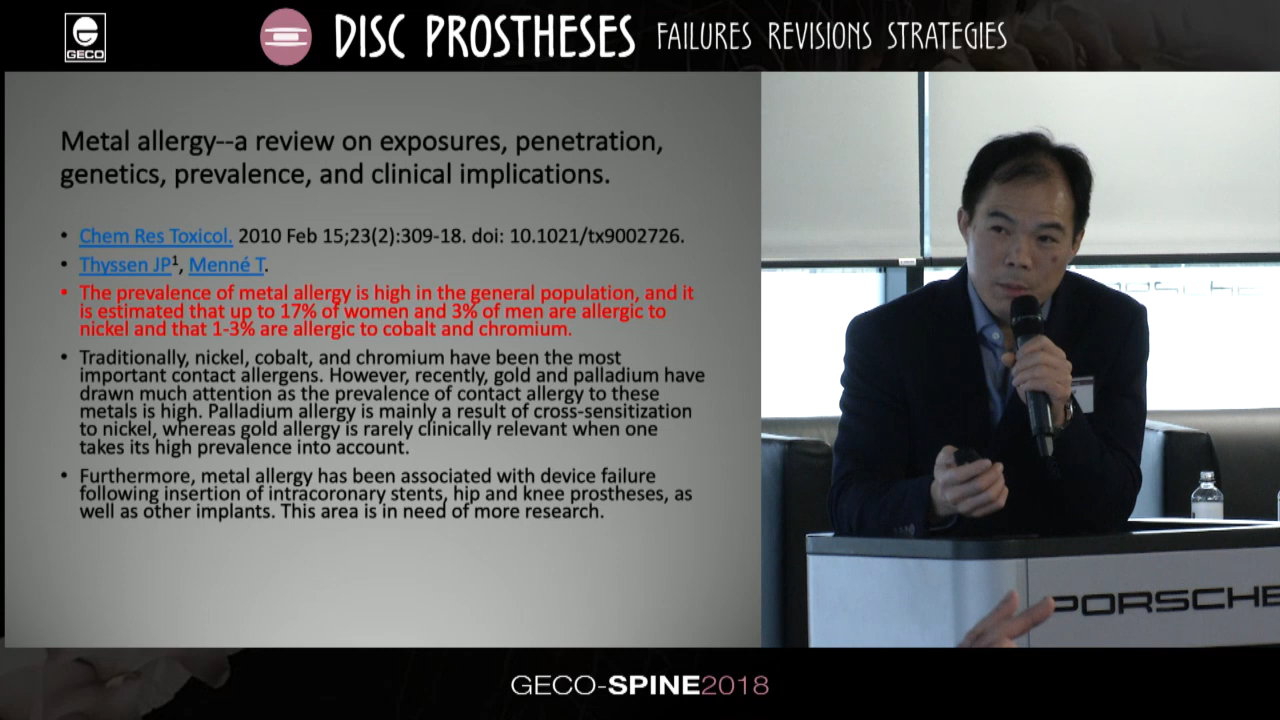 GECO
DISC PROSTHESES FAILURES REVISIONS STRATEGIES
Metal allergy--a review on exposures, penetration,
genetics, prevalence, and clinical implications.
• Chem Res Toxicol. 2010 Feb 15;23(2):309-18. doi: 10.1021/tx9002726.
• Thyssen JP1, Menné T.
• The prevalence of metal allergy is high in the general population, and it
is estimated that up to 17% of women and 3% of men are allergic to
nickel and that 1-3% are allergic to cobalt and chromium.
• Traditionally, nickel, cobalt, and chromium have been the most
important contact allergens. However, recently, gold and palladium have
drawn much attention as the prevalence of contact allergy to these
metals is high. Palladium allergy is mainly a result of cross-sensitization
to nickel, whereas gold allergy is rarely clinically relevant when one
takes its high prevalence into account.
• Furthermore, metal allergy has been associated with device failure
following insertion of intracoronary stents, hip and knee prostheses, as
well as other implants. This area is in need of more research.
PORSCHE
GECO-SPINE2018